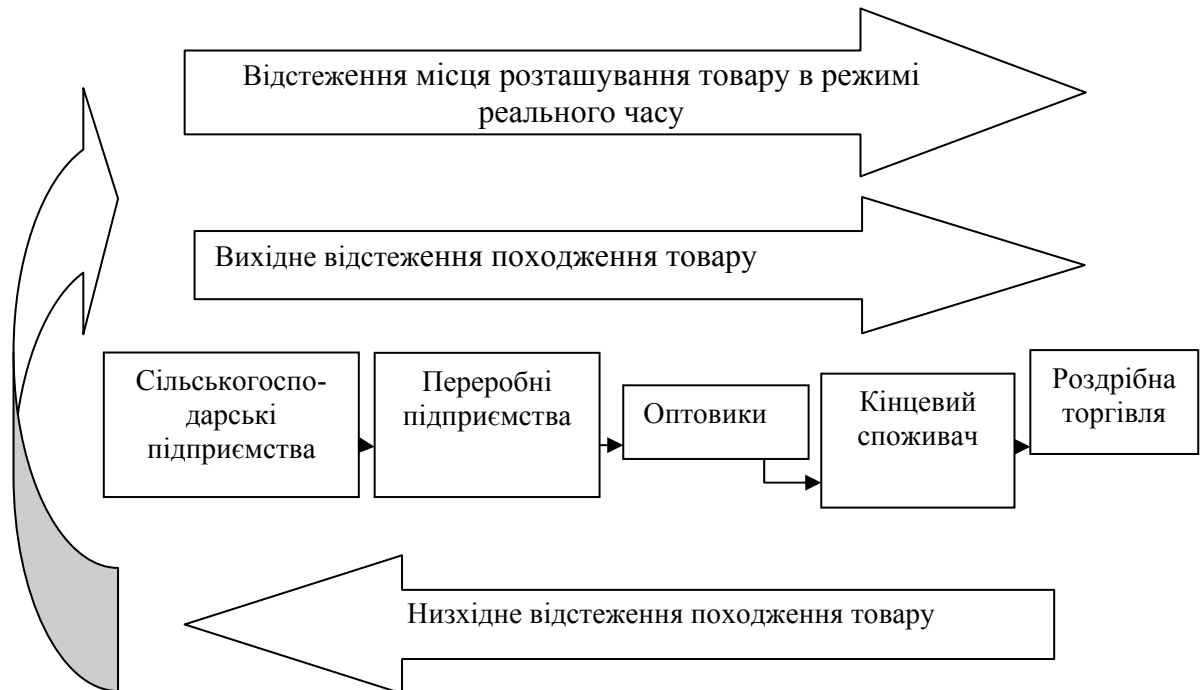 Відстеження місця розташування товару в режимі
реального часу
Вихідне відстеження походження товару
Сільськогоспо-
дарські
підприємства
Переробні
підприємства
Оптовики
Кінцевий
споживач
Роздрібна
торгівля
Низхідне відстеження походження товару